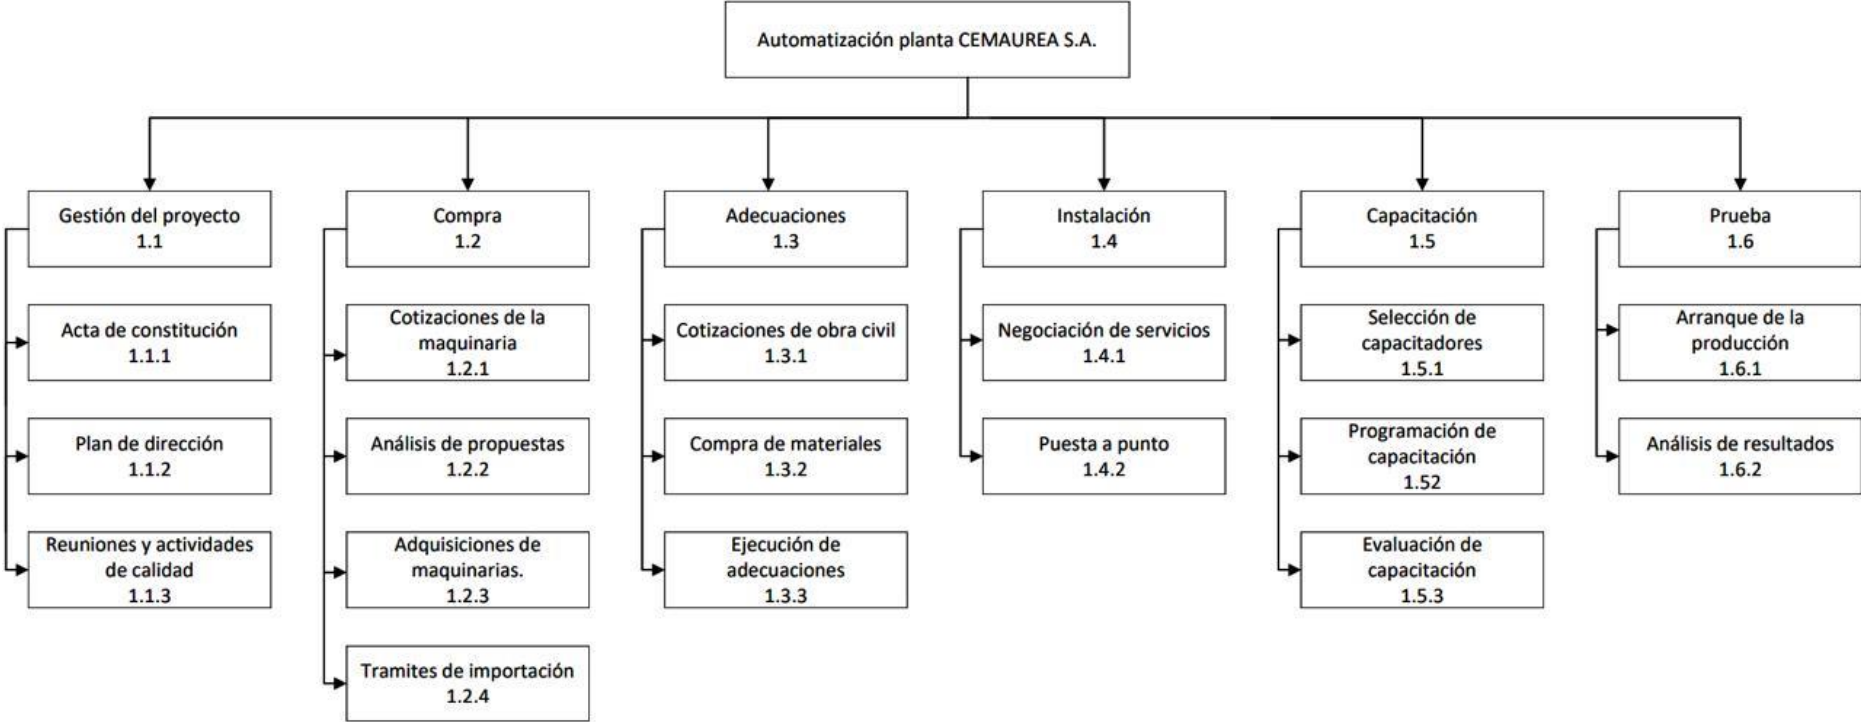 Automatización planta CEMAUREA S.A.
Gestión del proyecto
1.1
Acta de constitución
1.1.1
Plan de dirección
1.1.2
Reuniones y actividades
de calidad
1.1.3
Compra
1.2
Cotizaciones de la
maquinaria
1.2.1
Análisis de propuestas
1.2.2
Adquisiciones de
maquinarias.
1.2.3
Tramites de importación
1.2.4
Adecuaciones
1.3
Cotizaciones de obra civil
1.3.1
Compra de materiales
1.3.2
Ejecución de
adecuaciones
1.3.3
Instalación
1.4
Negociación de servicios
1.4.1
Puesta a punto
1.4.2
Capacitación
1.5
Selección de
capacitadores
1.5.1
Programación de
capacitación
1.52
Evaluación de
capacitación
1.5.3
Prueba
1.6
Arranque de la
producción
1.6.1
Análisis de resultados
1.6.2